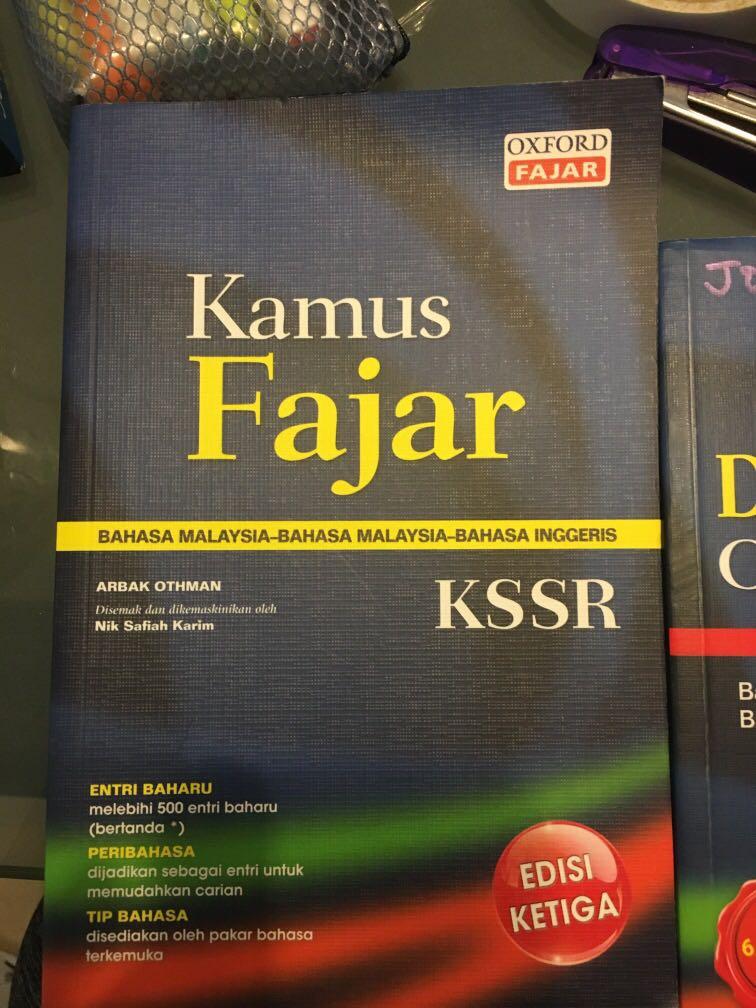 OXFORD
FAJAR
Kamus
Fajar
BAHASA MALAYSIA–BAHASA MALAYSIA–BAHASA INGGERIS
ARBAK OTHMAN
Disemak dan dikemaskinikan oleh
Nik Safiah Karim
KSSR
ENTRI BAHARU
melebihi 500 entri baharu
(bertanda *)
PERIBAHASA
dijadikan sebagai entri untuk
memudahkan carian
TIP BAHASA
disediakan oleh pakar bahasa
terkemuka
EDISI
KETIGA